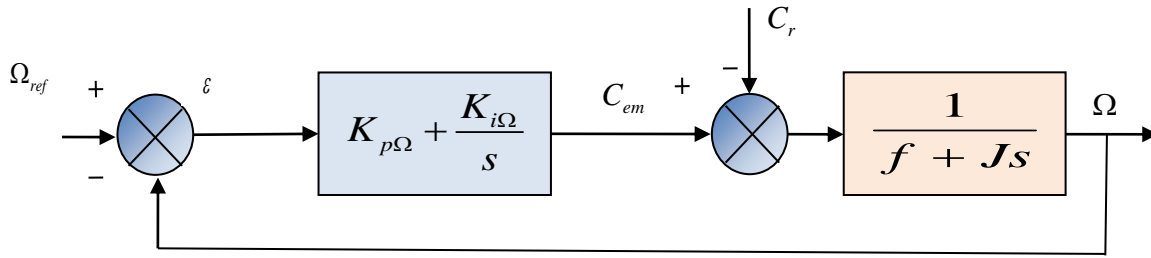 Ω_ref
+
−
ε
K_pΩ + K_iΩ / s
C_em
+
−
C_r
1 / (f + Js)
Ω